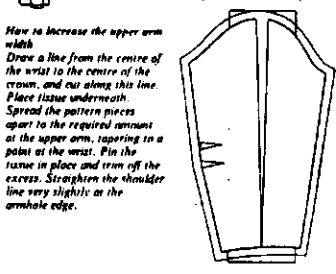 How to increase the upper arm
width
Draw a line from the centre of
the wrist to the centre of the
crown, and cut along this line.
Place tissue underneath.
Spread the pattern pieces
apart to the required amount
at the upper arm, tapering to a
point at the wrist. Pin the
tissue in place and trim off the
excess. Straighten the shoulder
line very slightly at the
armhole edge.